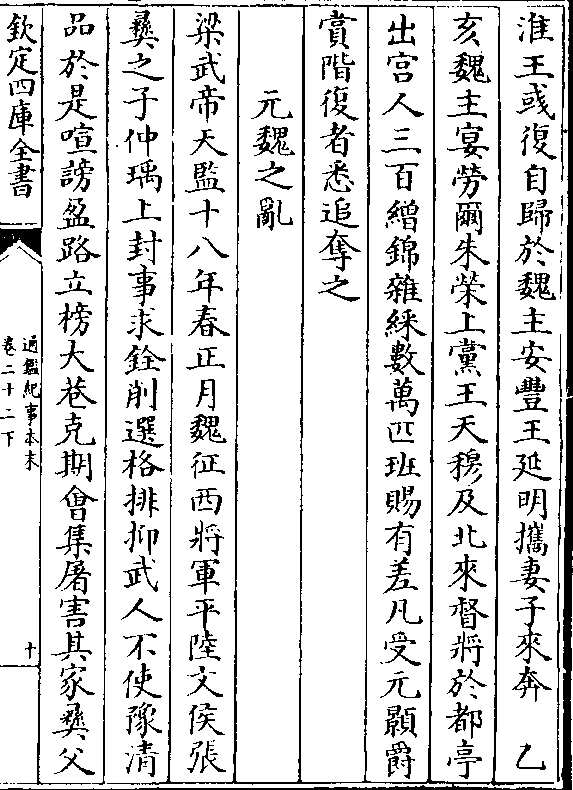 淮王彧復自歸於魏主安豐王延明攜妻子來奔　乙
亥魏主宴勞爾朱榮上黨王天穆及北來督將於都亭
出宮人三百繒錦雜綵數萬匹班賜有差凡受元顥爵
賞階復者悉追奪之
元魏之亂
梁武帝天監十八年春正月魏征西將軍平陸文侯張
彝之子仲瑀上封事求銓削選格排抑武人不使豫清
品於是喧謗盈路立榜大巷克期會集屠害其家彝父
欽定四庫全書
通鑑紀事本末
卷二十二下
十